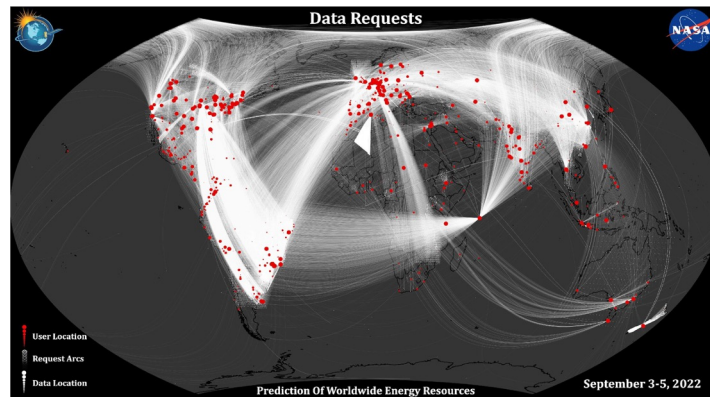 Data Requests
NASA
User Location
Request Arcs
Data Location
Prediction Of Worldwide Energy Resources
September 3-5, 2022